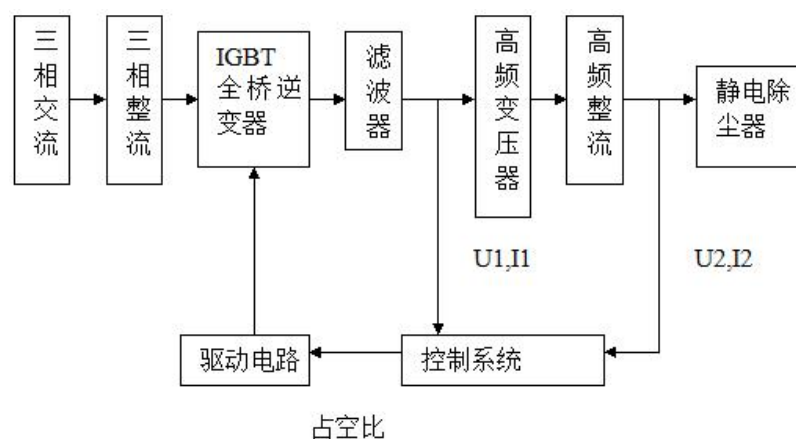 三相交流
三相整流
IGBT
全桥逆
变器
滤波器
高频变压器
高频整流
静电除
尘器
U1,I1
U2,I2
驱动电路
控制系统
占空比